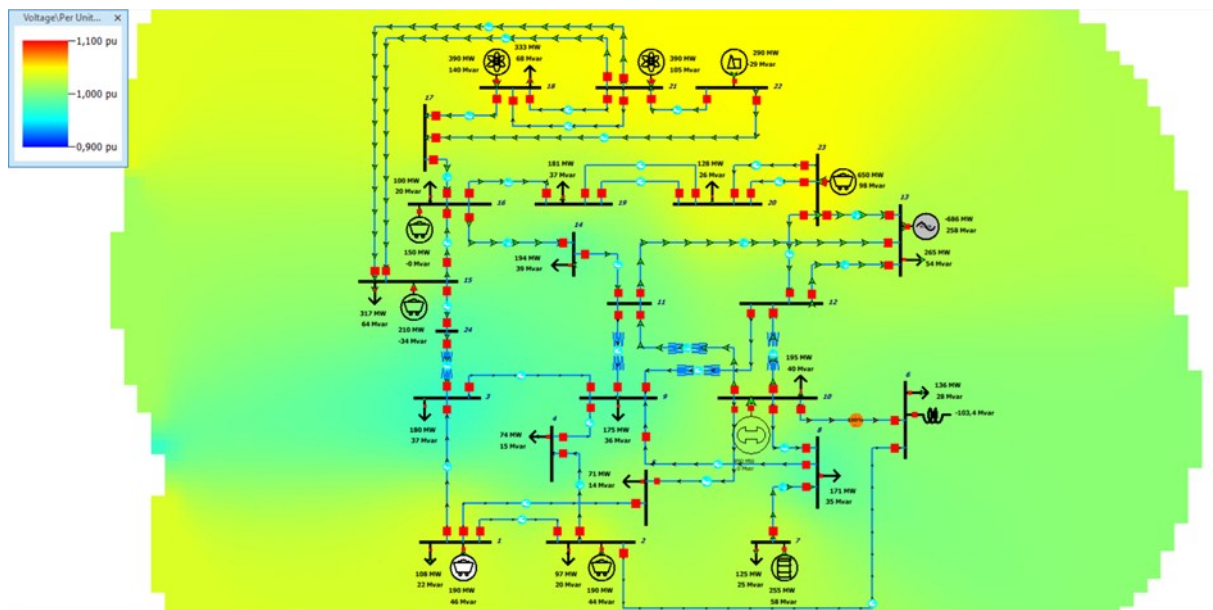 Voltage\Per Unit... ×
1,100 pu
1,000 pu
0,900 pu
390 MW
140 Mvar
333 MW
68 Mvar
390 MW
105 Mvar
290 MW
-29 Mvar
18
21
22
17
23
181 MW
37 Mvar
128 MW
26 Mvar
650 MW
98 Mvar
100 MW
20 Mvar
16
19
20
13
-686 MW
258 Mvar
150 MW
-0 Mvar
14
194 MW
39 Mvar
265 MW
54 Mvar
15
11
12
317 MW
64 Mvar
210 MW
-34 Mvar
24
195 MW
40 Mvar
6
136 MW
28 Mvar
3
9
10
-103,4 Mvar
180 MW
37 Mvar
4
74 MW
15 Mvar
175 MW
36 Mvar
8
71 MW
14 Mvar
171 MW
35 Mvar
1
2
7
108 MW
22 Mvar
190 MW
46 Mvar
97 MW
20 Mvar
190 MW
44 Mvar
125 MW
25 Mvar
255 MW
58 Mvar